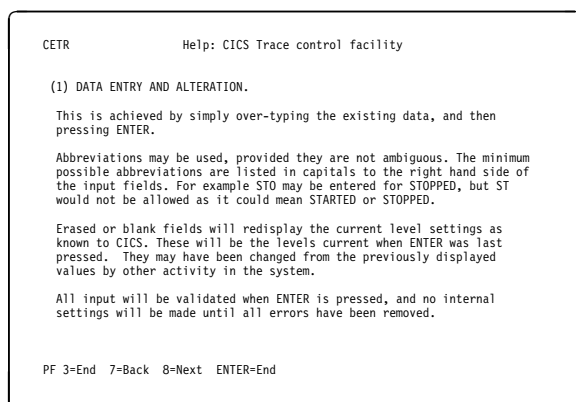 CETR Help: CICS Trace control facility
(1) DATA ENTRY AND ALTERATION.
This is achieved by simply over-typing the existing data, and then
pressing ENTER.
Abbreviations may be used, provided they are not ambiguous. The minimum
possible abbreviations are listed in capitals to the right hand side of
the input fields. For example STO may be entered for STOPPED, but ST
would not be allowed as it could mean STARTED or STOPPED.
Erased or blank fields will redisplay the current level settings as
known to CICS. These will be the levels current when ENTER was last
pressed. They may have been changed from the previously displayed
values by other activity in the system.
All input will be validated when ENTER is pressed, and no internal
settings will be made until all errors have been removed.
PF 3=End 7=Back 8=Next ENTER=End